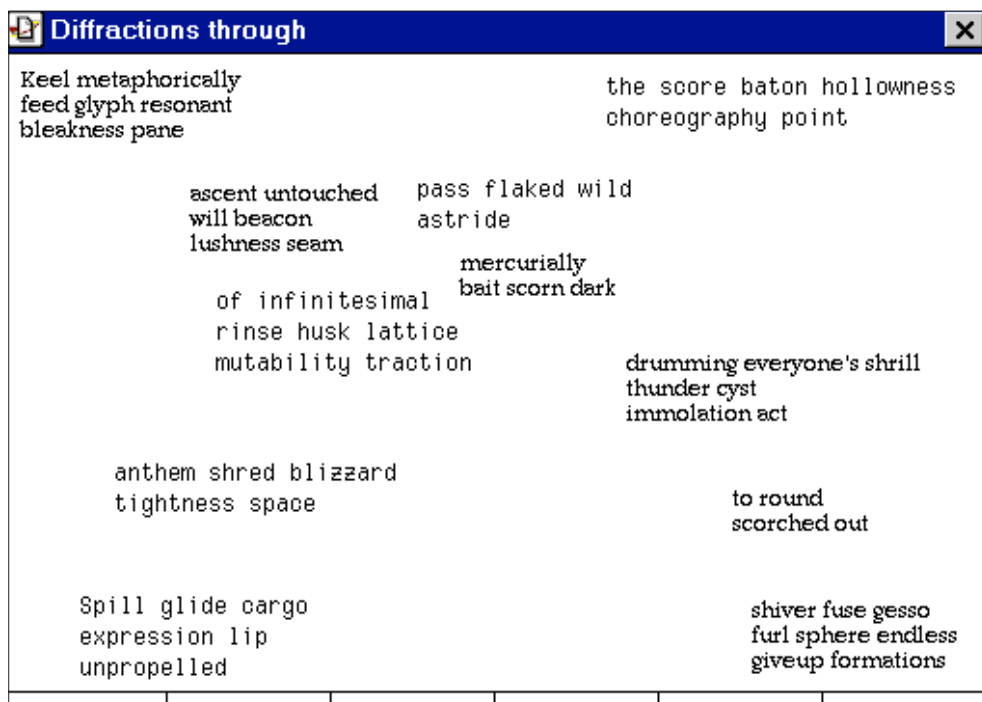 Diffractions through
Keel metaphorically
feed glyph resonant
bleakness pane
the score baton hollowness
choreography point
ascent untouched
will beacon
lushness seam
pass flaked wild
astride
mercurially
bait scorn dark
of infinitesimal
rinse husk lattice
mutability traction
drumming everyone's shrill
thunder cyst
immolation act
anthem shred blizzard
tightness space
to round
scorched out
Spill glide cargo
expression lip
unpropelled
shiver fuse gesso
furl sphere endless
giveup formations